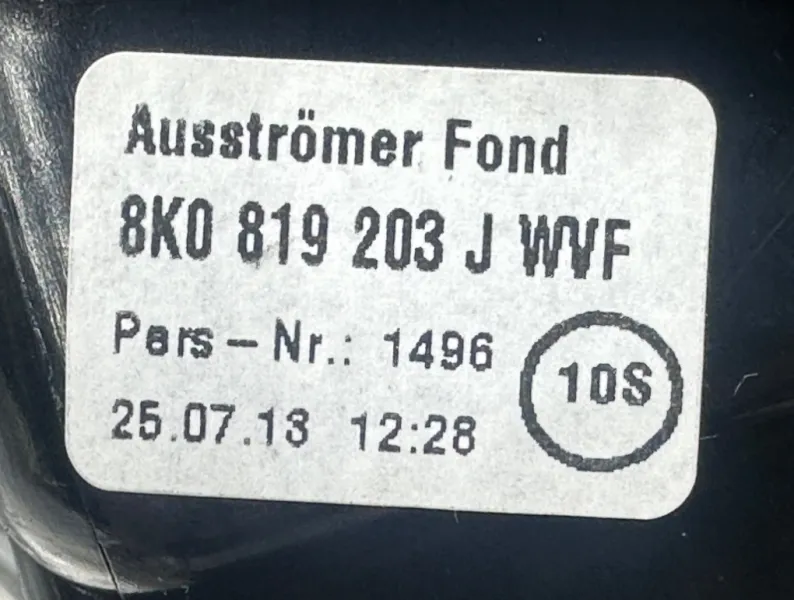 Ausströmer Fond
8K0 819 203 J WVF
Pers-Nr.: 1496
10S
25.07.13 12:28